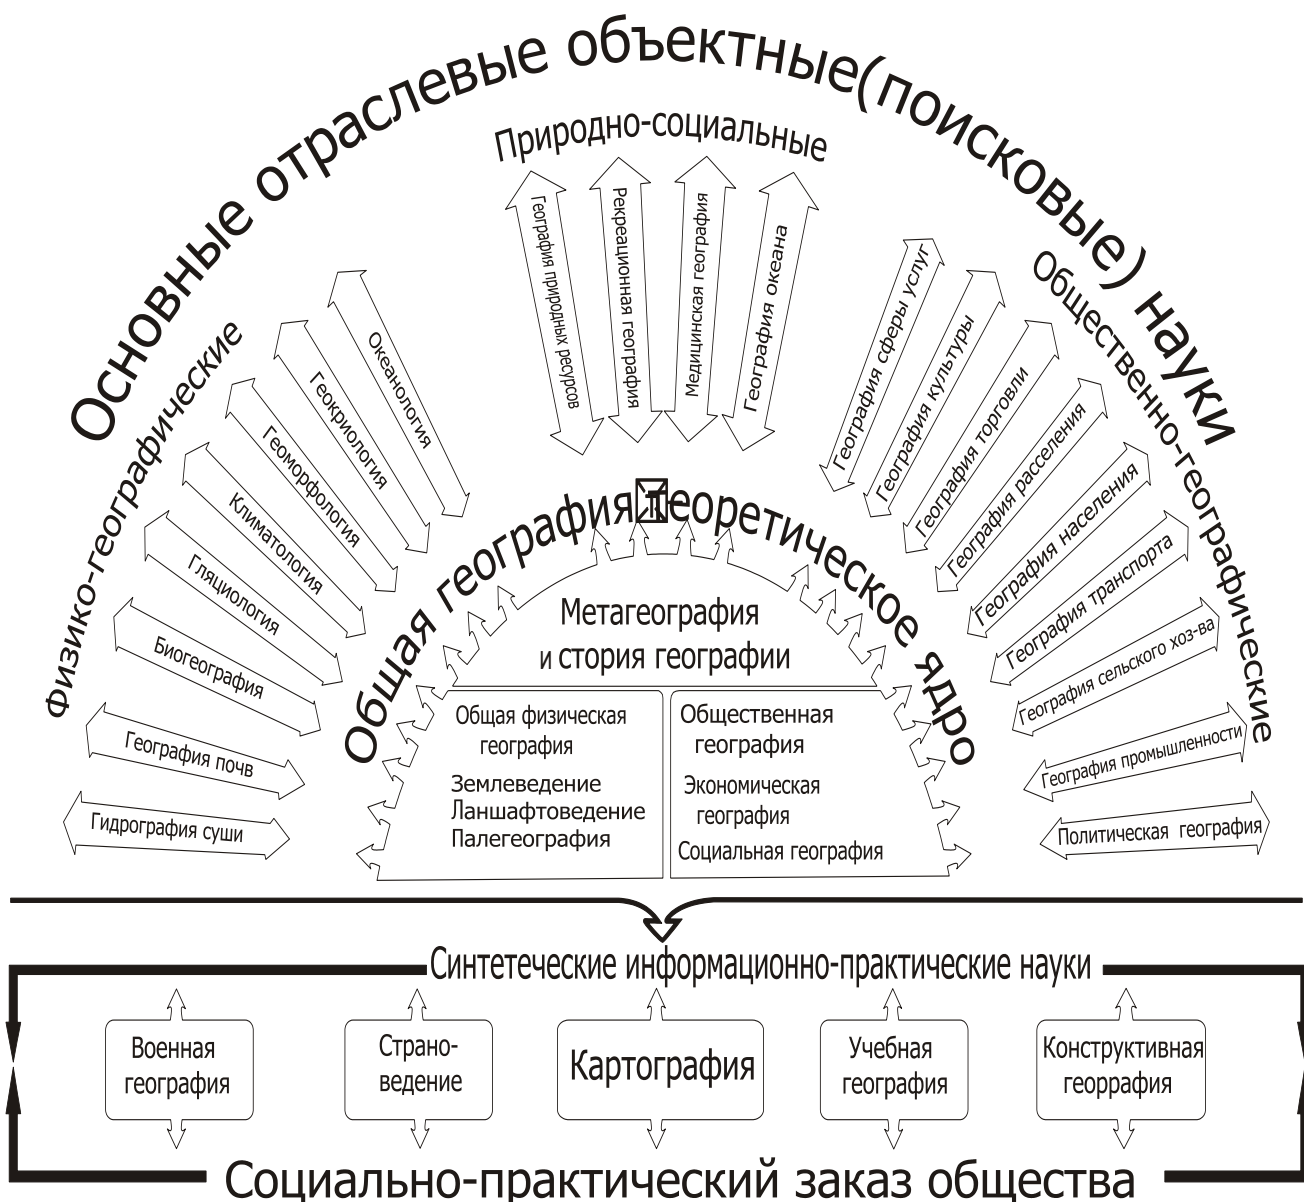 Основные отраслевые объектные(поисковые) науки
Природно-социальные
Физико-географические
Общественно-географические
Гидрография суши
География почв
Биогеография
Гляциология
Климатология
Геоморфология
Геокриология
Океанология
География природных ресурсов
Рекреационная география
Медицинская география
География океана
География сферы услуг
География культуры
География торговли
География расселения
География населения
География транспорта
География сельского хоз-ва
География промышленности
Политическая география
Общая география теоретическое ядро
Метагеография
и стория географии
Общая физическая
география
Землеведение
Ланшафтоведение
Палегеография
Общественная
география
Экономическая
география
Социальная география
Синтетеческие информационно-практические науки
Военная
география
Страно-
ведение
Картография
Учебная
география
Конструктивная
георрафия
Социально-практический заказ общества